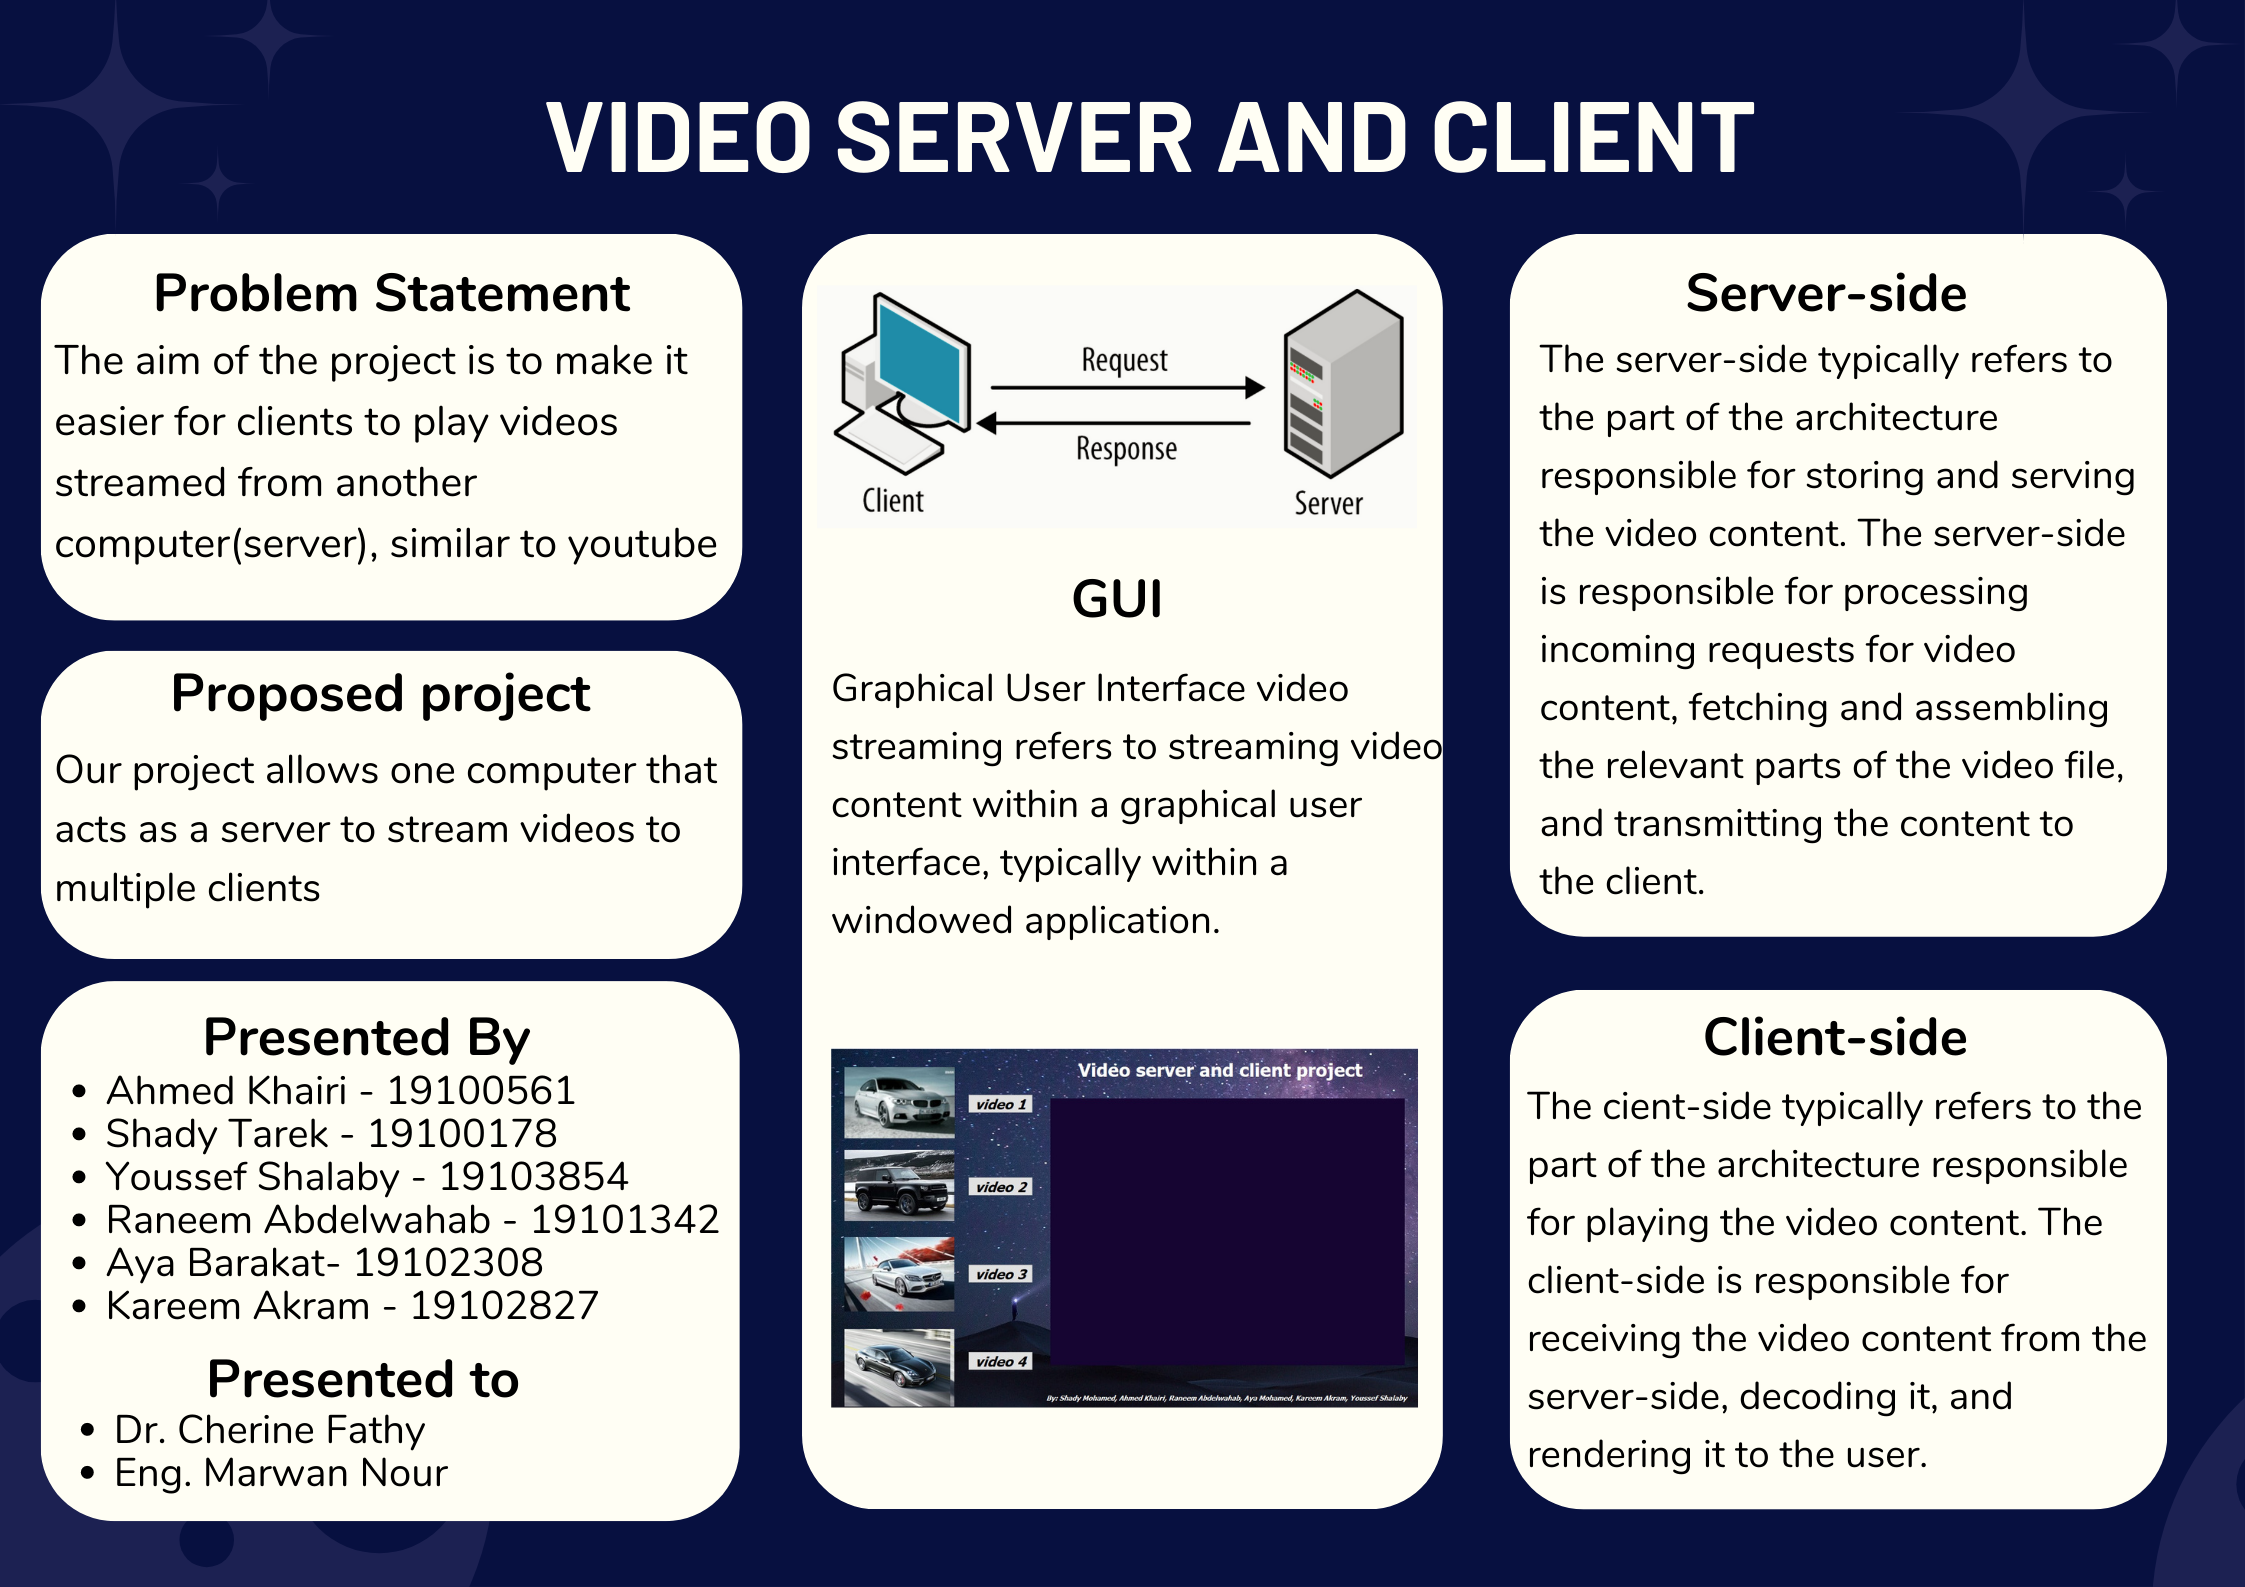 VIDEO SERVER AND CLIENT
Problem Statement
The aim of the project is to make it
easier for clients to play videos
streamed from another
computer(server), similar to youtube
Proposed project
Our project allows one computer that
acts as a server to stream videos to
multiple clients
Presented By
• Ahmed Khairi - 19100561
• Shady Tarek - 19100178
• Youssef Shalaby - 19103854
• Raneem Abdelwahab - 19101342
• Aya Barakat- 19102308
• Kareem Akram - 19102827
Presented to
• Dr. Cherine Fathy
• Eng. Marwan Nour
Request
Response
Client
Server
GUI
Graphical User Interface video
streaming refers to streaming video
content within a graphical user
interface, typically within a
windowed application.
Video server and client project
video 1
video 2
video 3
video 4
By: Shady Mohamed, Ahmed Khairi, Raneem Abdelwahab, Aya Mohamed, Kareem Akram, Youssef Shalaby
Server-side
The server-side typically refers to
the part of the architecture
responsible for storing and serving
the video content. The server-side
is responsible for processing
incoming requests for video
content, fetching and assembling
the relevant parts of the video file,
and transmitting the content to
the client.
Client-side
The cient-side typically refers to the
part of the architecture responsible
for playing the video content. The
client-side is responsible for
receiving the video content from the
server-side, decoding it, and
rendering it to the user.